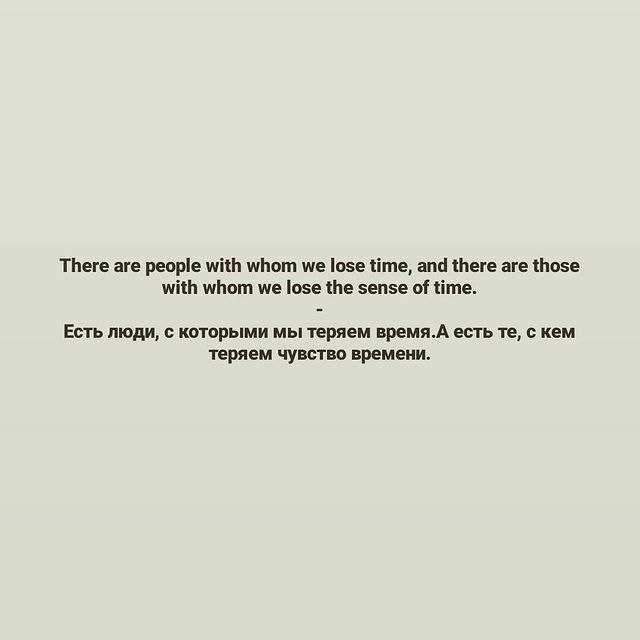 There are people with whom we lose time, and there are those
with whom we lose the sense of time.
-
Есть люди, с которыми мы теряем время.А есть те, с кем
теряем чувство времени.